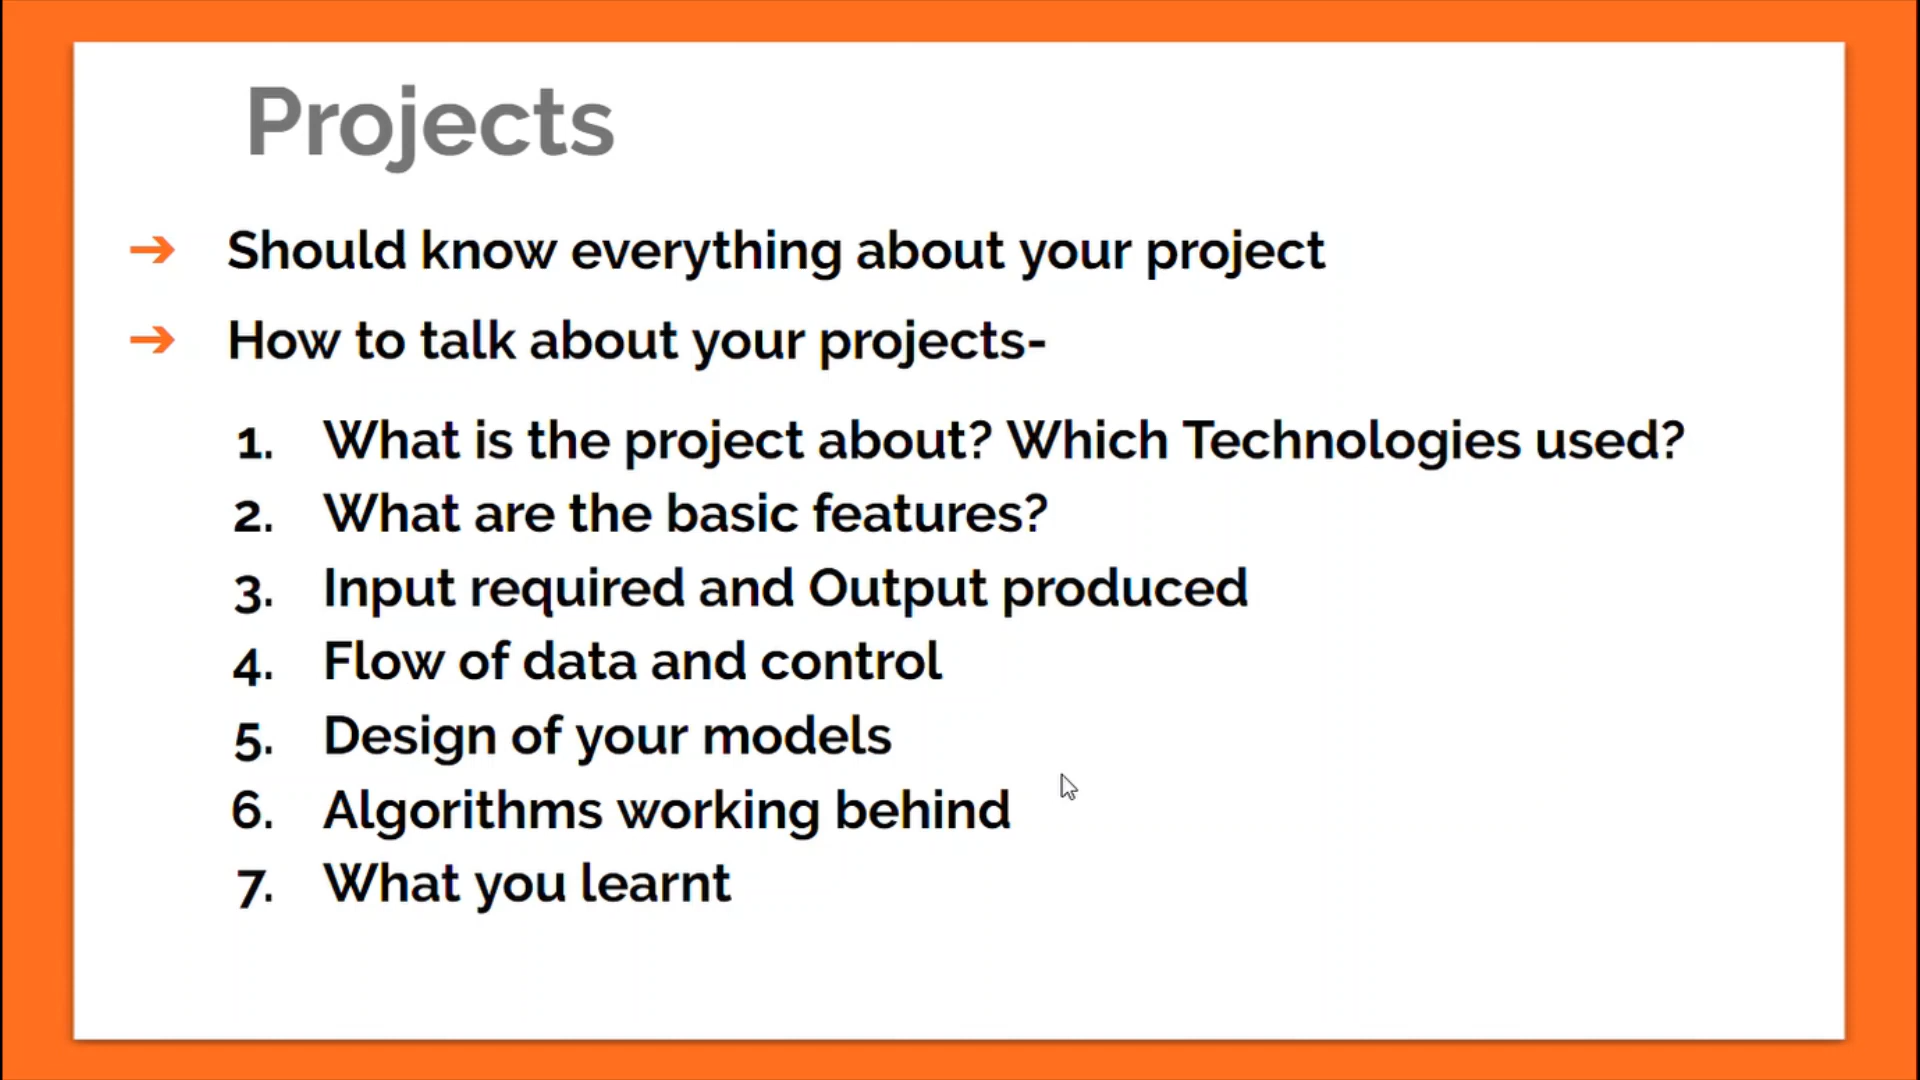 Projects
➔ Should know everything about your project
➔ How to talk about your projects-
1. What is the project about? Which Technologies used?
2. What are the basic features?
3. Input required and Output produced
4. Flow of data and control
5. Design of your models
6. Algorithms working behind
7. What you learnt